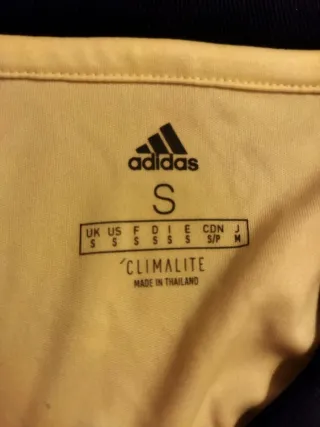 adidas
S
UK US F D I E CDN J
S S S S S S S/P M
CLIMALITE
MADE IN THAILAND